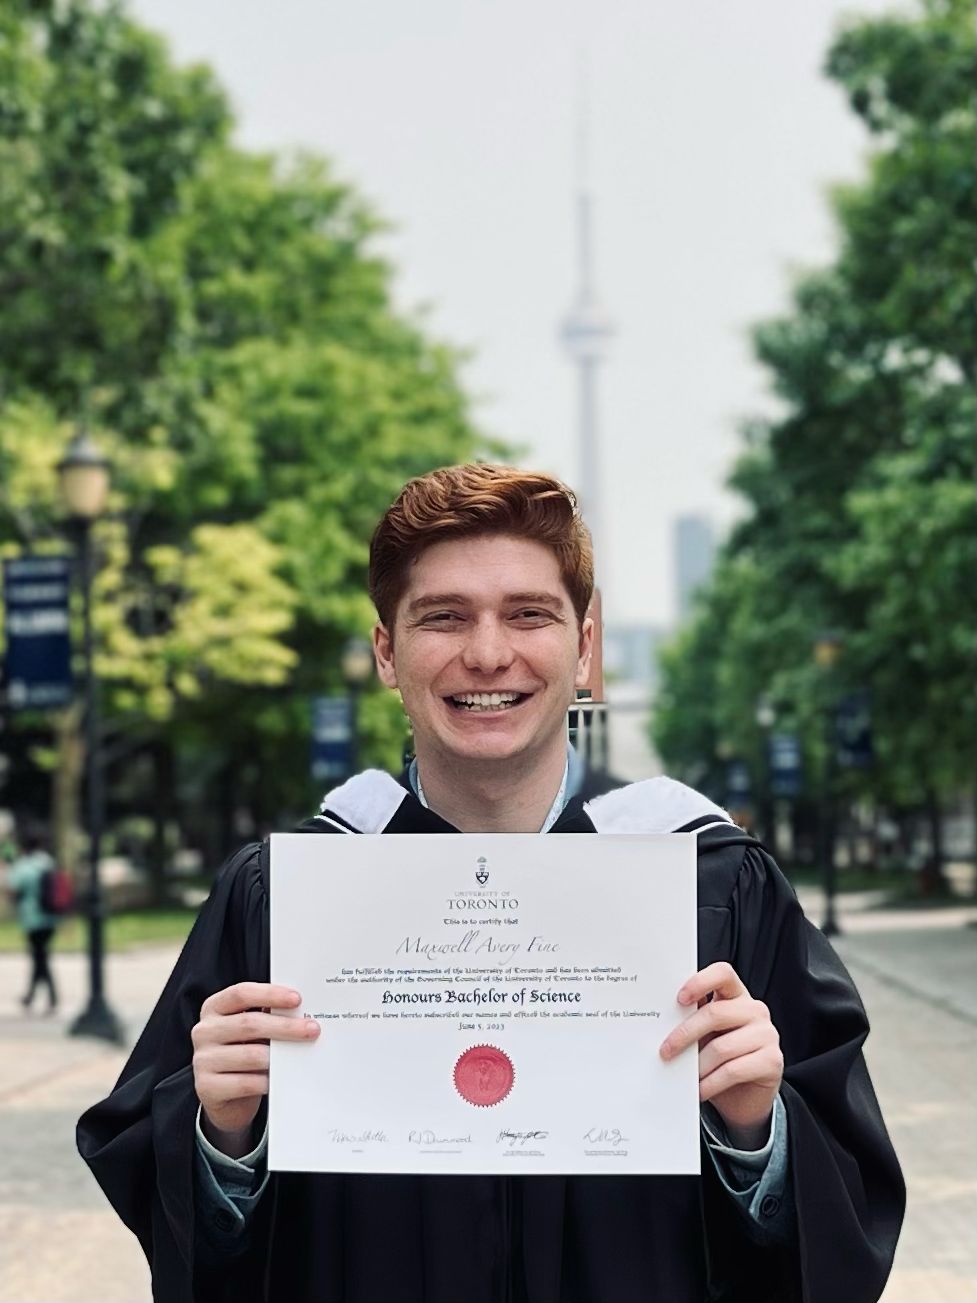 UNIVERSITY OF
TORONTO
This is to certify that
Maxwell Avery Fine
has fulfilled the requirements of the University of Toronto and has been admitted
under the authority of the Governing Council of the University of Toronto to the degree of
Honours Bachelor of Science
In witness whereof we have hereto subscribed our names and affixed the academic seal of the University
June 5, 2023